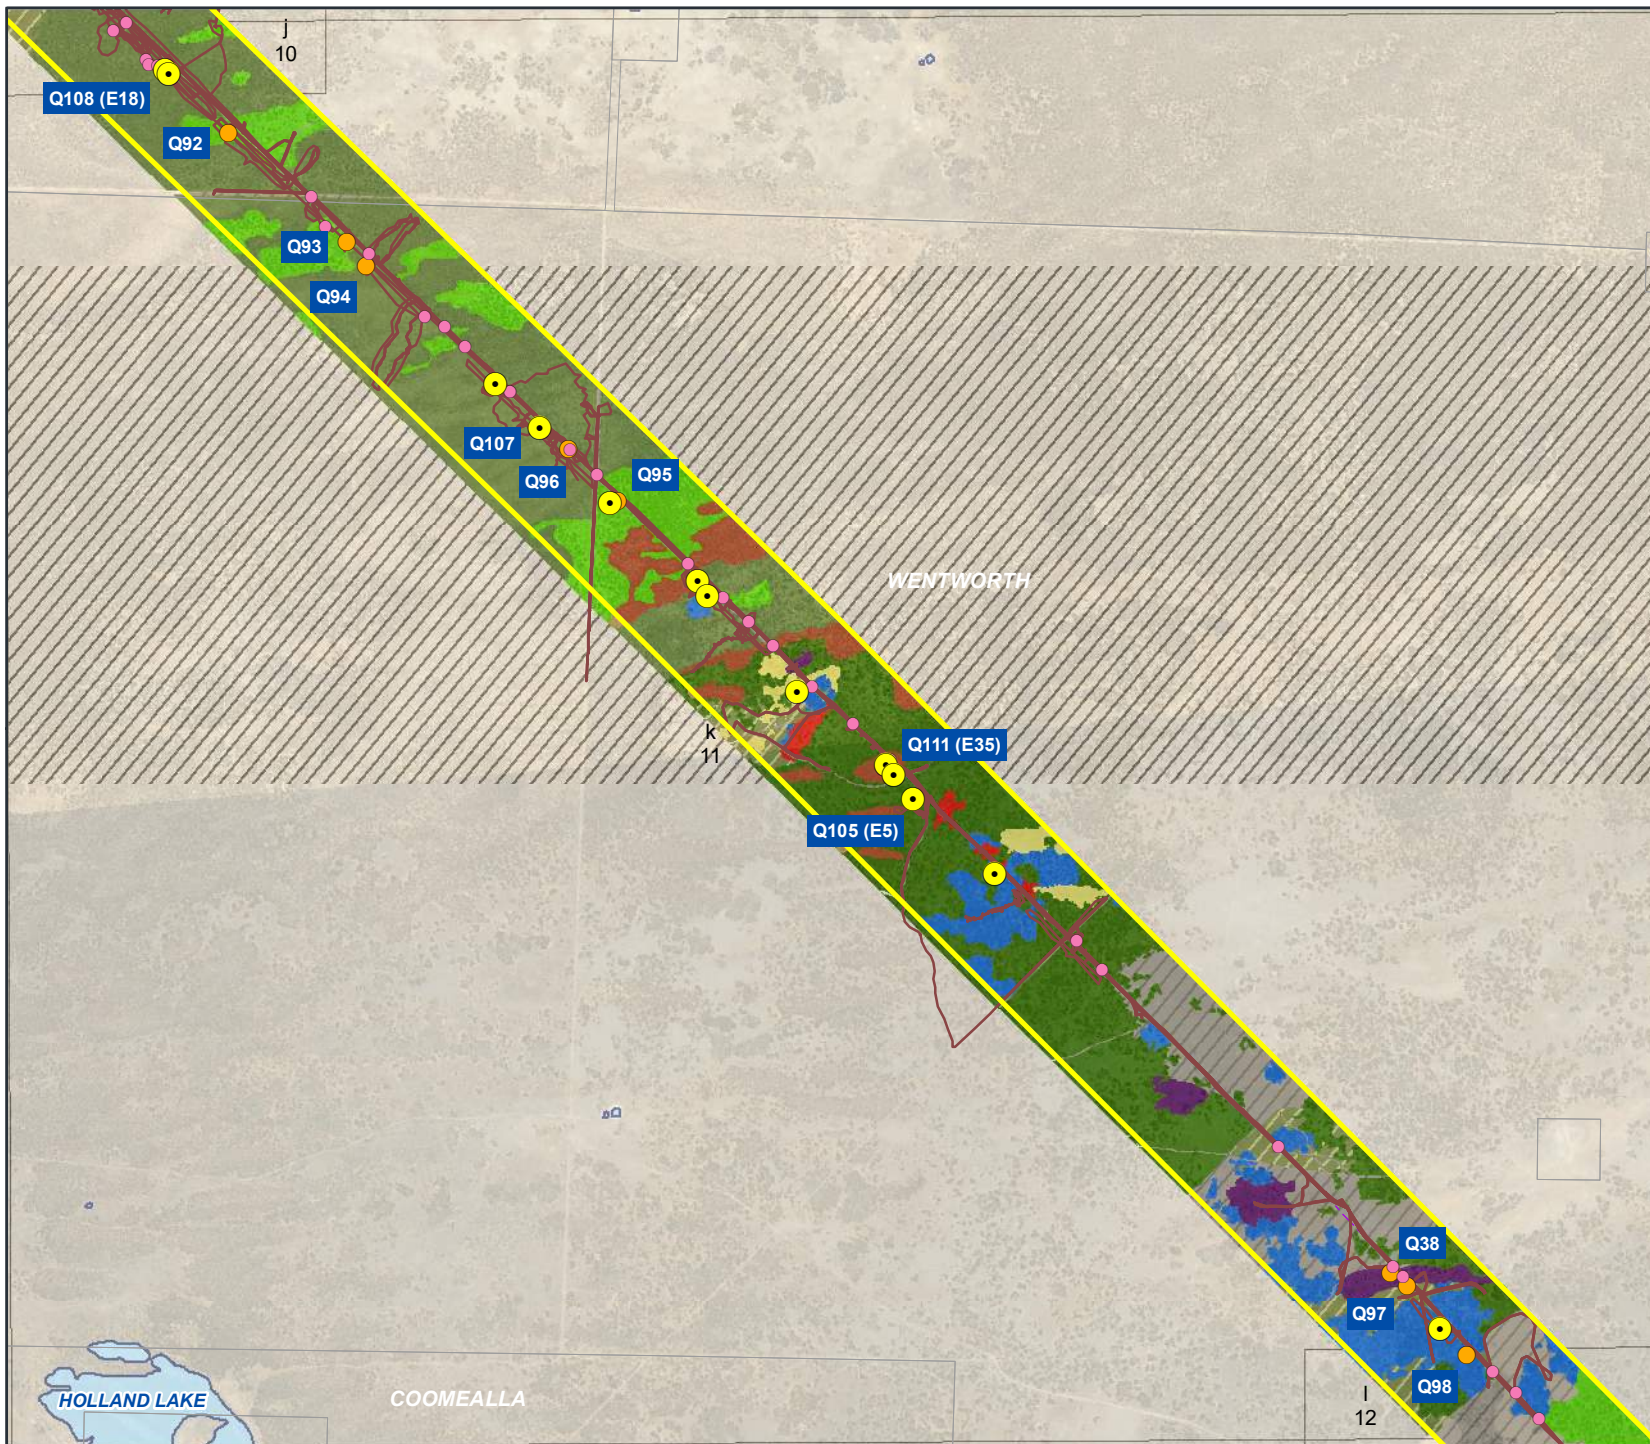 j
10
Q108 (E18)
Q92
Q93
Q94
Q107
Q96
Q95
WENTWORTH
k
11
Q111 (E35)
Q105 (E5)
Q38
Q97
Q98
l
12
HOLLAND LAKE
COOMEALLA